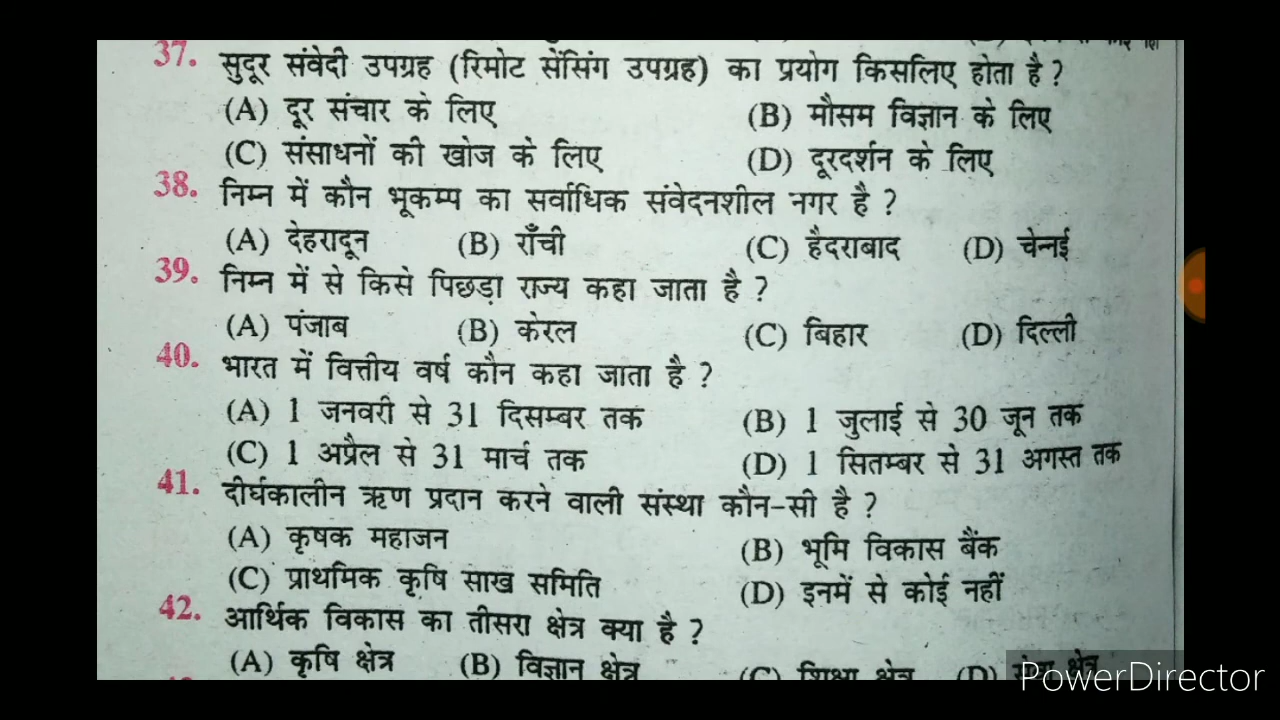 37. सुदूर संवेदी उपग्रह (रिमोट सेंसिंग उपग्रह) का प्रयोग किसलिए होता है ?
(A) दूर संचार के लिए (B) मौसम विज्ञान के लिए
(C) संसाधनों की खोज के लिए (D) दूरदर्शन के लिए
38. निम्न में कौन भूकम्प का सर्वाधिक संवेदनशील नगर है ?
(A) देहरादून (B) राँची (C) हैदराबाद (D) चेन्नई
39. निम्न में से किसे पिछड़ा राज्य कहा जाता है ?
(A) पंजाब (B) केरल (C) बिहार (D) दिल्ली
40. भारत में वित्तीय वर्ष कौन कहा जाता है ?
(A) 1 जनवरी से 31 दिसम्बर तक (B) 1 जुलाई से 30 जून तक
(C) 1 अप्रैल से 31 मार्च तक (D) 1 सितम्बर से 31 अगस्त तक
41. दीर्घकालीन ऋण प्रदान करने वाली संस्था कौन-सी है ?
(A) कृषक महाजन (B) भूमि विकास बैंक
(C) प्राथमिक कृषि साख समिति (D) इनमें से कोई नहीं
42. आर्थिक विकास का तीसरा क्षेत्र क्या है ?
(A) कृषि क्षेत्र (B) विज्ञान क्षेत्र (C) शिक्षा क्षेत्र (D) क्षेत्र
PowerDirector